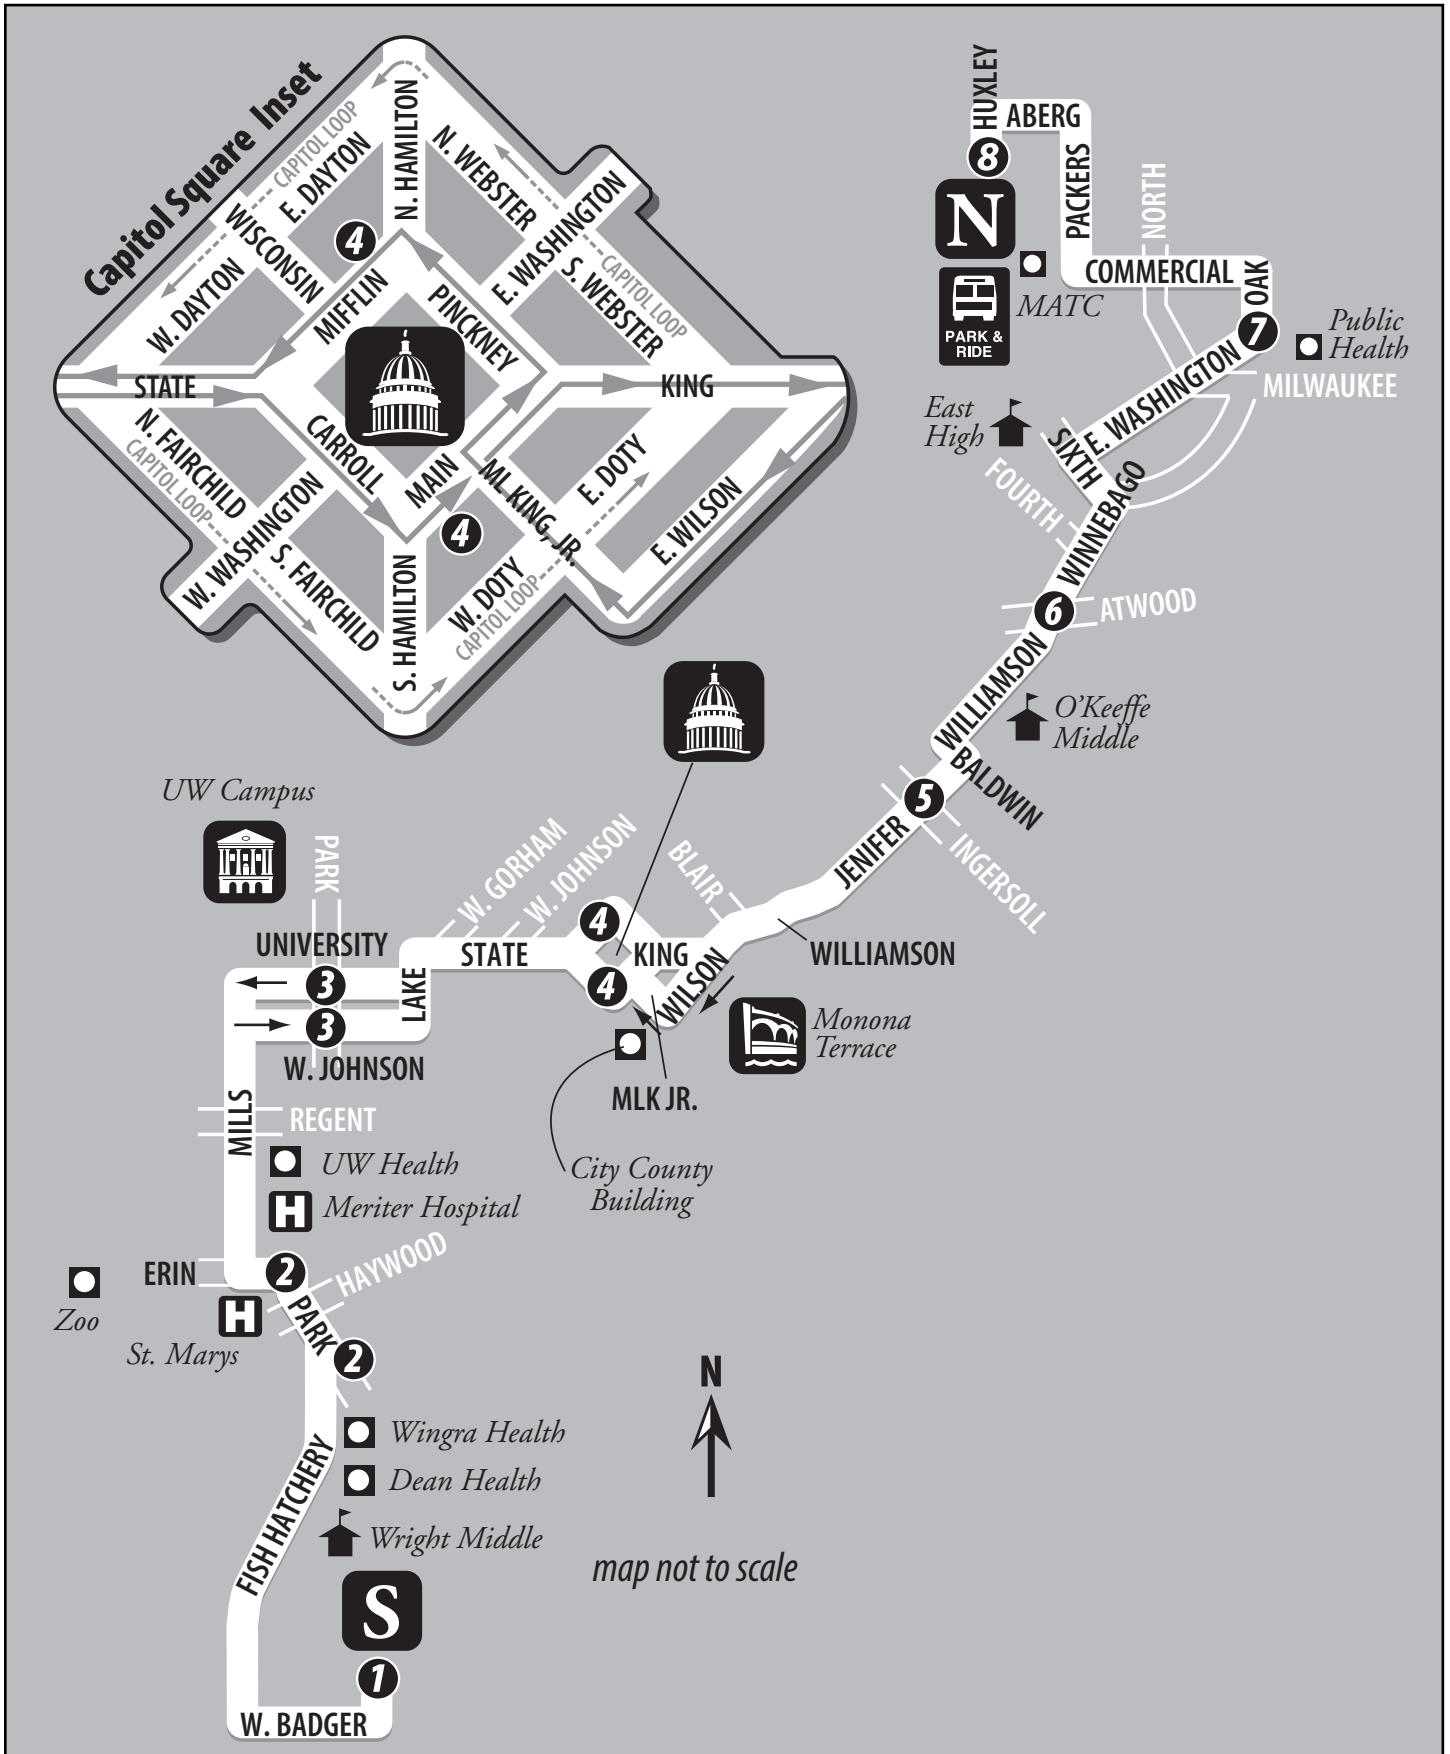 Capitol Square Inset
CAPITOL LOOP
E. DAYTON
N. HAMILTON
N. WEBSTER
E. WASHINGTON
WISCONSIN
4
W. DAYTON
MIFFLIN
PINCKNEY
S. WEBSTER
CAPITOL LOOP
STATE
KING
N. FAIRCHILD
CAPITOL LOOP
CARROLL
MAIN
4
ML KING, JR.
E. DOTY
E. WILSON
W. WASHINGTON
S. FAIRCHILD
S. HAMILTON
W. DOTY
CAPITOL LOOP
HUXLEY
ABERG
8
N
PACKERS
NORTH
PARK &
RIDE
MATC
COMMERCIAL
OAK
7
Public
Health
MILWAUKEE
E. WASHINGTON
East
High
SIXTH
FOURTH
WINNEBAGO
6
ATWOOD
WILLIAMSON
O'Keeffe
Middle
BALDWIN
5
INGERSOLL
JENIFER
WILLIAMSON
BLAIR
UW Campus
PARK
W. GORHAM
W. JOHNSON
4
UNIVERSITY
STATE
KING
3
LAKE
4
WILSON
3
W. JOHNSON
Monona
Terrace
MLK JR.
MILLS
REGENT
UW Health
City County
Building
H
Meriter Hospital
ERIN
2
HAYWOOD
Zoo
H
St. Marys
PARK
2
N
Wingra Health
Dean Health
FISH HATCHERY
Wright Middle
map not to scale
S
1
W. BADGER